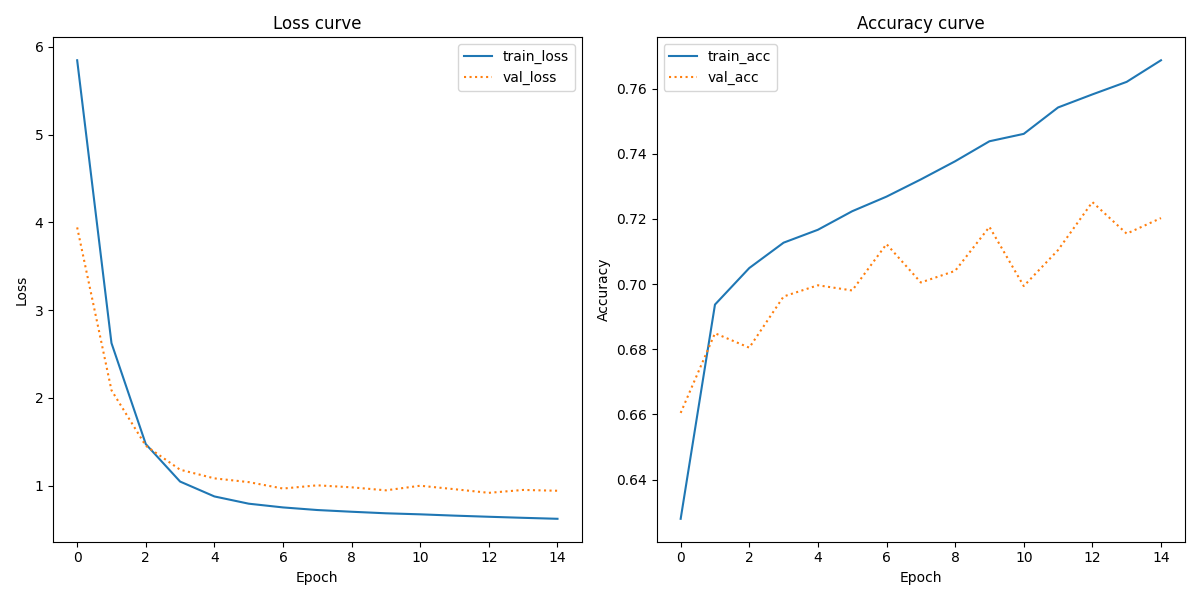 Loss curve
6
5
4
3
2
1
Loss
train_loss
val_loss
0 2 4 6 8 10 12 14
Epoch
Accuracy curve
0.76
0.74
0.72
0.70
0.68
0.66
0.64
Accuracy
train_acc
val_acc
0 2 4 6 8 10 12 14
Epoch